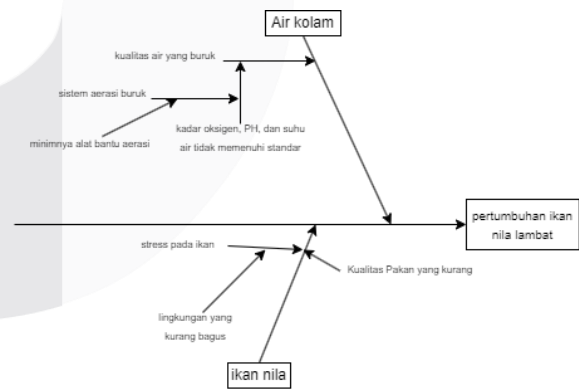 Air kolam
kualitas air yang buruk
sistem aerasi buruk
minimnya alat bantu aerasi
kadar oksigen, PH, dan suhu
air tidak memenuhi standar
pertumbuhan ikan
nila lambat
stress pada ikan
Kualitas Pakan yang kurang
lingkungan yang
kurang bagus
ikan nila